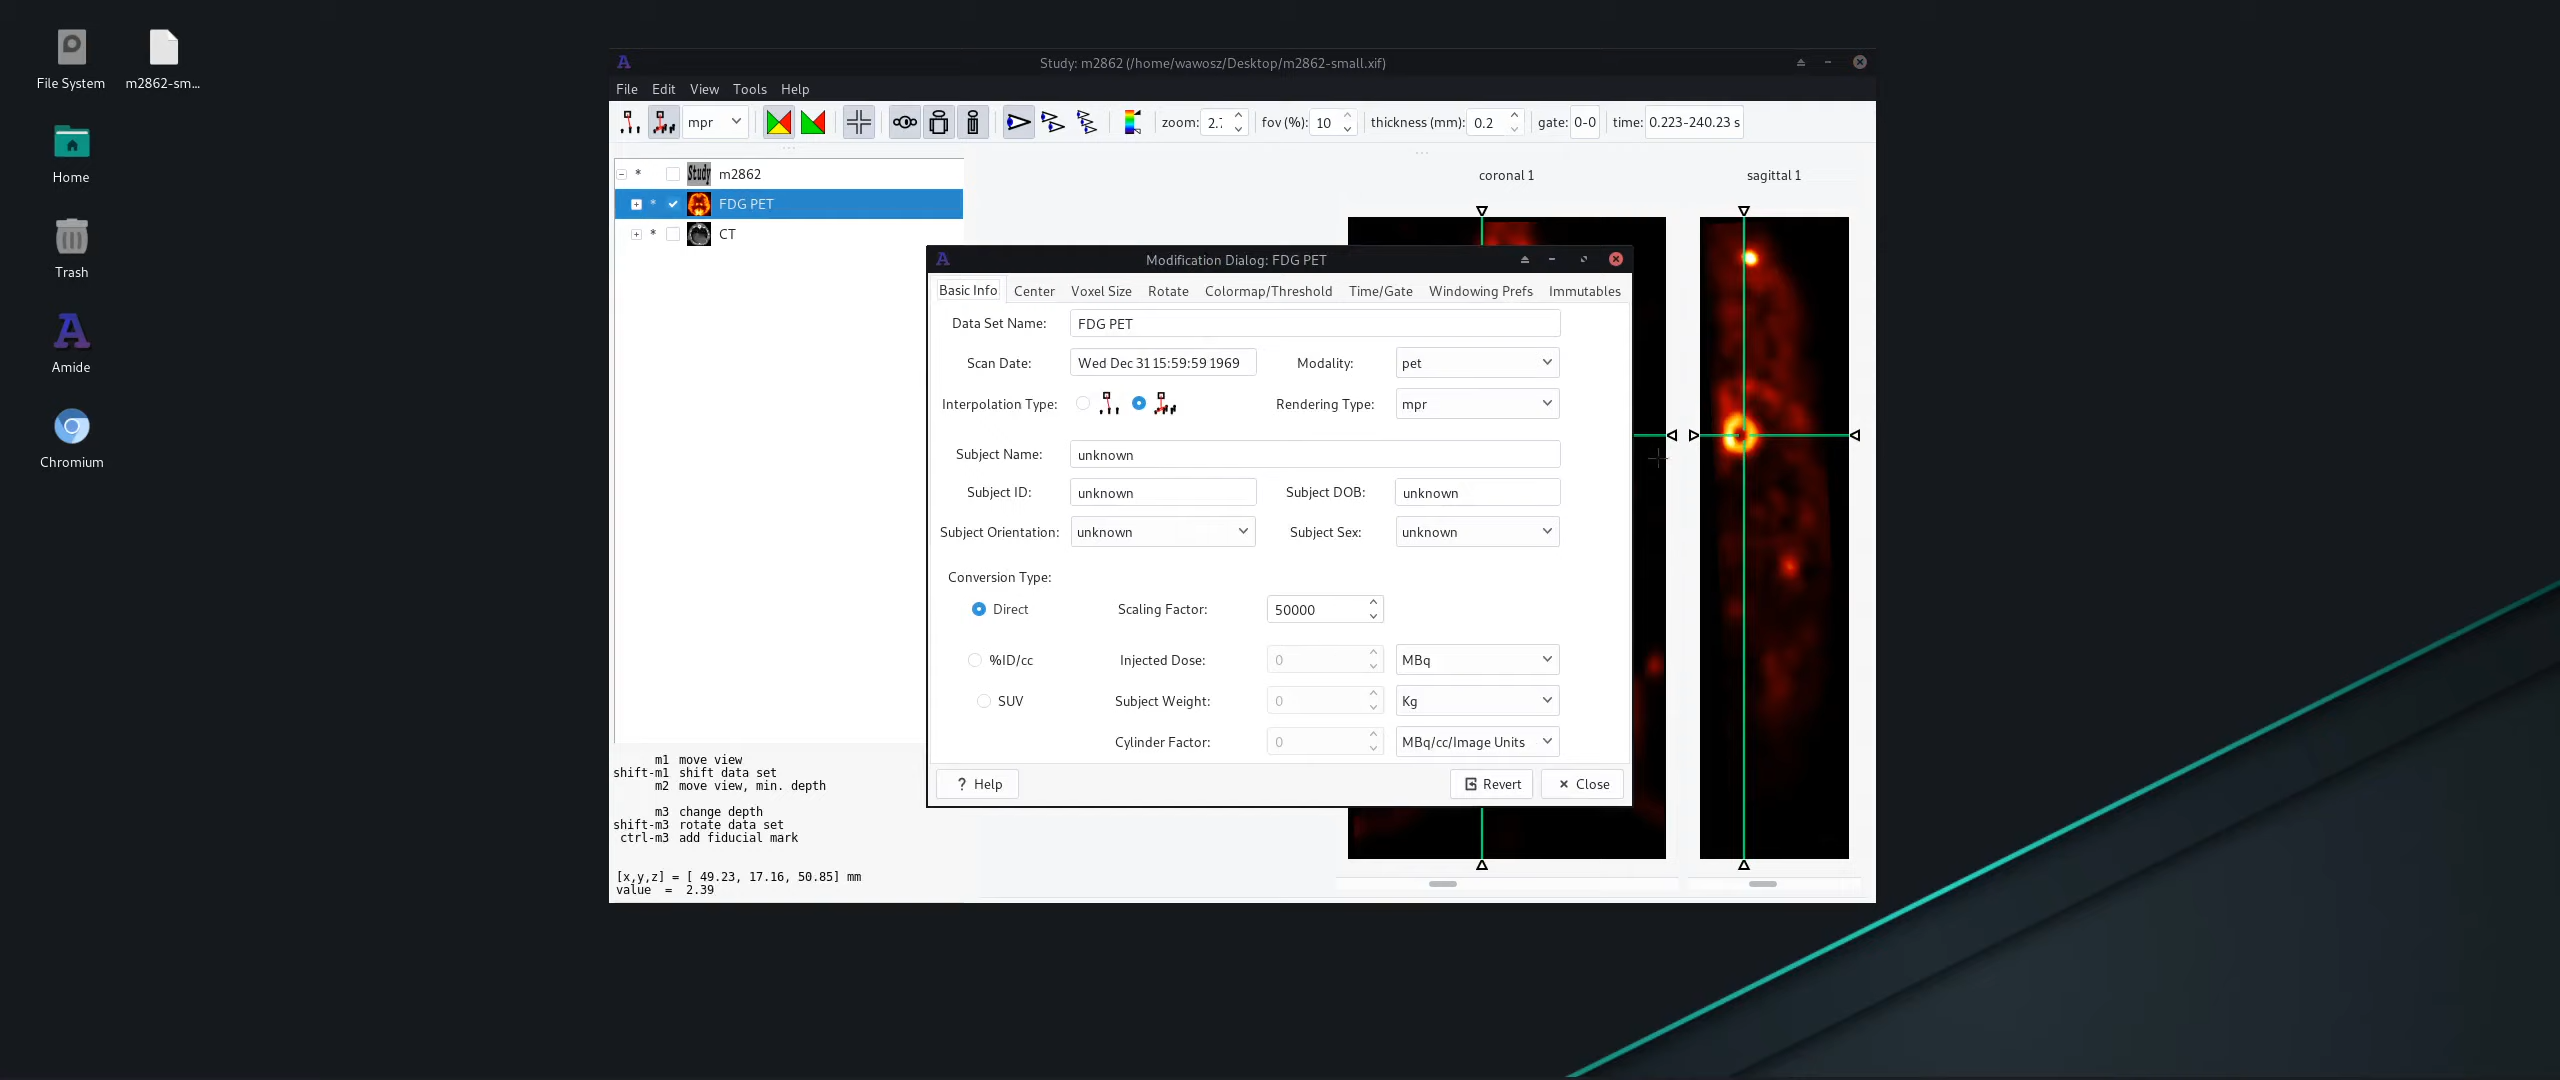 File System
m2862-sm...
Home
Trash
Amide
Chromium
Study: m2862 (/home/wawosz/Desktop/m2862-small.xif)
File Edit View Tools Help
mpr
zoom: 2.
fov (%): 10
thickness (mm): 0.2
gate: 0-0
time: 0.223-240.23 s
Study m2862
FDG PET
CT
coronal 1
sagittal 1
Modification Dialog: FDG PET
Basic Info Center Voxel Size Rotate Colormap/Threshold Time/Gate Windowing Prefs Immutables
Data Set Name: FDG PET
Scan Date: Wed Dec 31 15:59:59 1969 Modality: pet
Interpolation Type: Rendering Type: mpr
Subject Name: unknown
Subject ID: unknown Subject DOB: unknown
Subject Orientation: unknown Subject Sex: unknown
Conversion Type:
Direct Scaling Factor: 50000
%ID/cc Injected Dose: 0 MBq
SUV Subject Weight: 0 Kg
Cylinder Factor: 0 MBq/cc/Image Units
? Help Revert Close
m1 move view
shift-m1 shift data set
m2 move view, min. depth
m3 change depth
shift-m3 rotate data set
ctrl-m3 add fiducial mark
[x,y,z] = [ 49.23, 17.16, 50.85] mm
value = 2.39